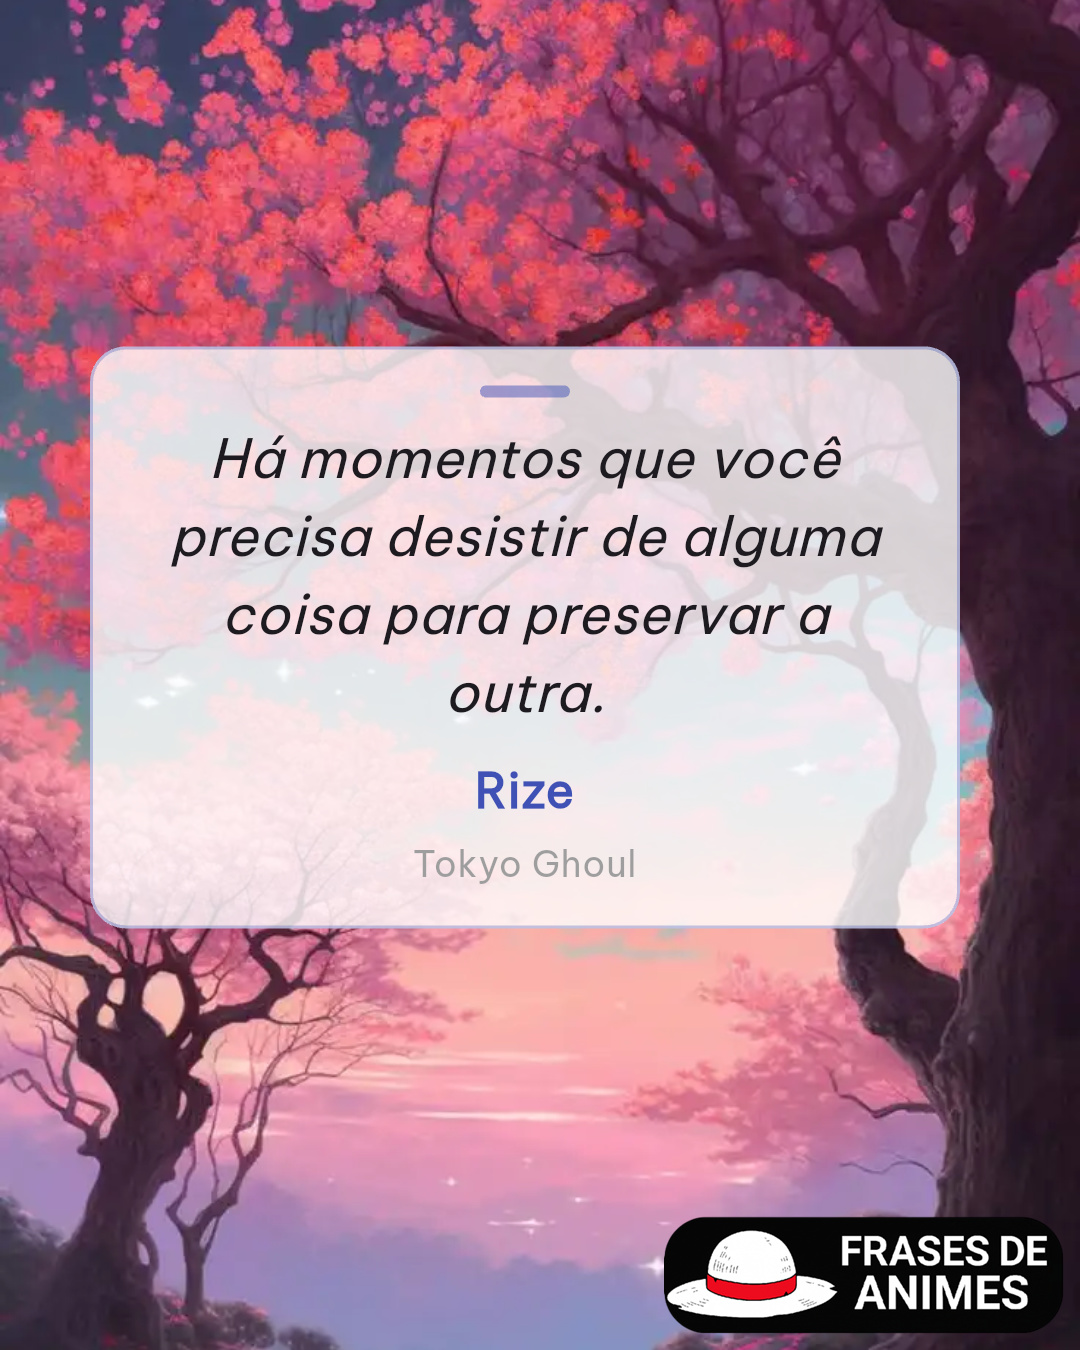 Há momentos que você
precisa desistir de alguma
coisa para preservar a
outra.
Rize
Tokyo Ghoul
FRASES DE
ANIMES